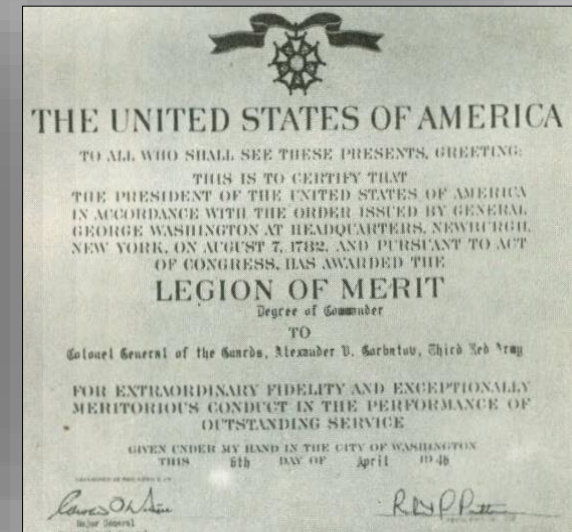 THE UNITED STATES OF AMERICA
TO ALL WHO SHALL SEE THESE PRESENTS, GREETING:
THIS IS TO CERTIFY THAT
THE PRESIDENT OF THE UNITED STATES OF AMERICA
IN ACCORDANCE WITH THE ORDER ISSUED BY GENERAL
GEORGE WASHINGTON AT HEADQUARTERS, NEWBURGH,
NEW YORK, ON AUGUST 7, 1782, AND PURSUANT TO ACT
OF CONGRESS, HAS AWARDED THE
LEGION OF MERIT
Degree of Commander
TO
Colonel General of the Guards, Alexander V. Gorbatov, Third Red Army
FOR EXTRAORDINARY FIDELITY AND EXCEPTIONALLY
MERITORIOUS CONDUCT IN THE PERFORMANCE OF
OUTSTANDING SERVICE
GIVEN UNDER MY HAND IN THE CITY OF WASHINGTON
THIS 6th DAY OF April
Major General